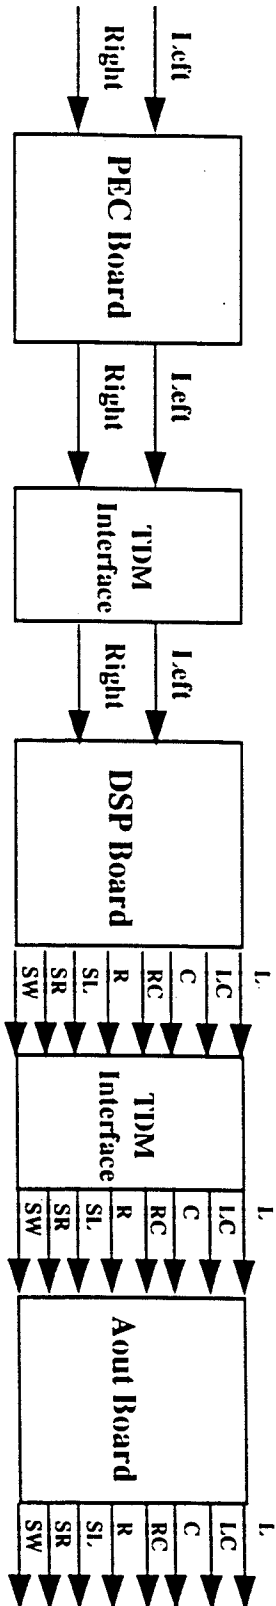 Left
Right
PEC Board
Left
Right
TDM
Interface
Left
Right
DSP Board
L
LC
C
RC
R
SL
SR
SW
TDM
Interface
L
LC
C
RC
R
SL
SR
SW
Aout Board
L
LC
C
RC
R
SL
SR
SW